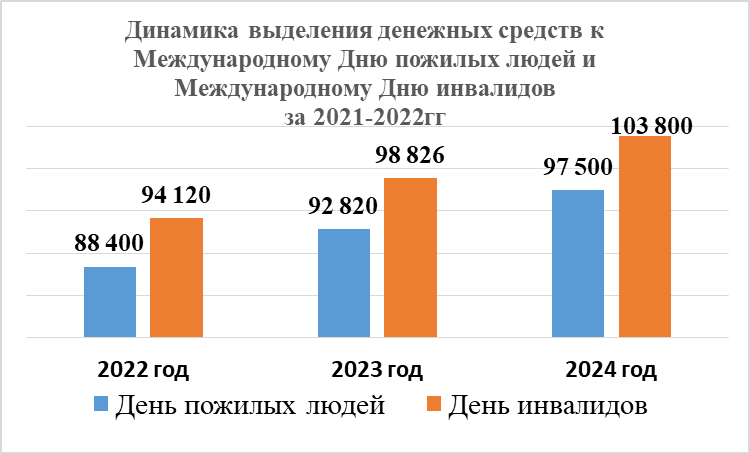 Динамика выделения денежных средств к
Международному Дню пожилых людей и
Международному Дню инвалидов
за 2021-2022гг
103 800
98 826
97 500
94 120
92 820
88 400
2022 год
2023 год
2024 год
День пожилых людей
День инвалидов